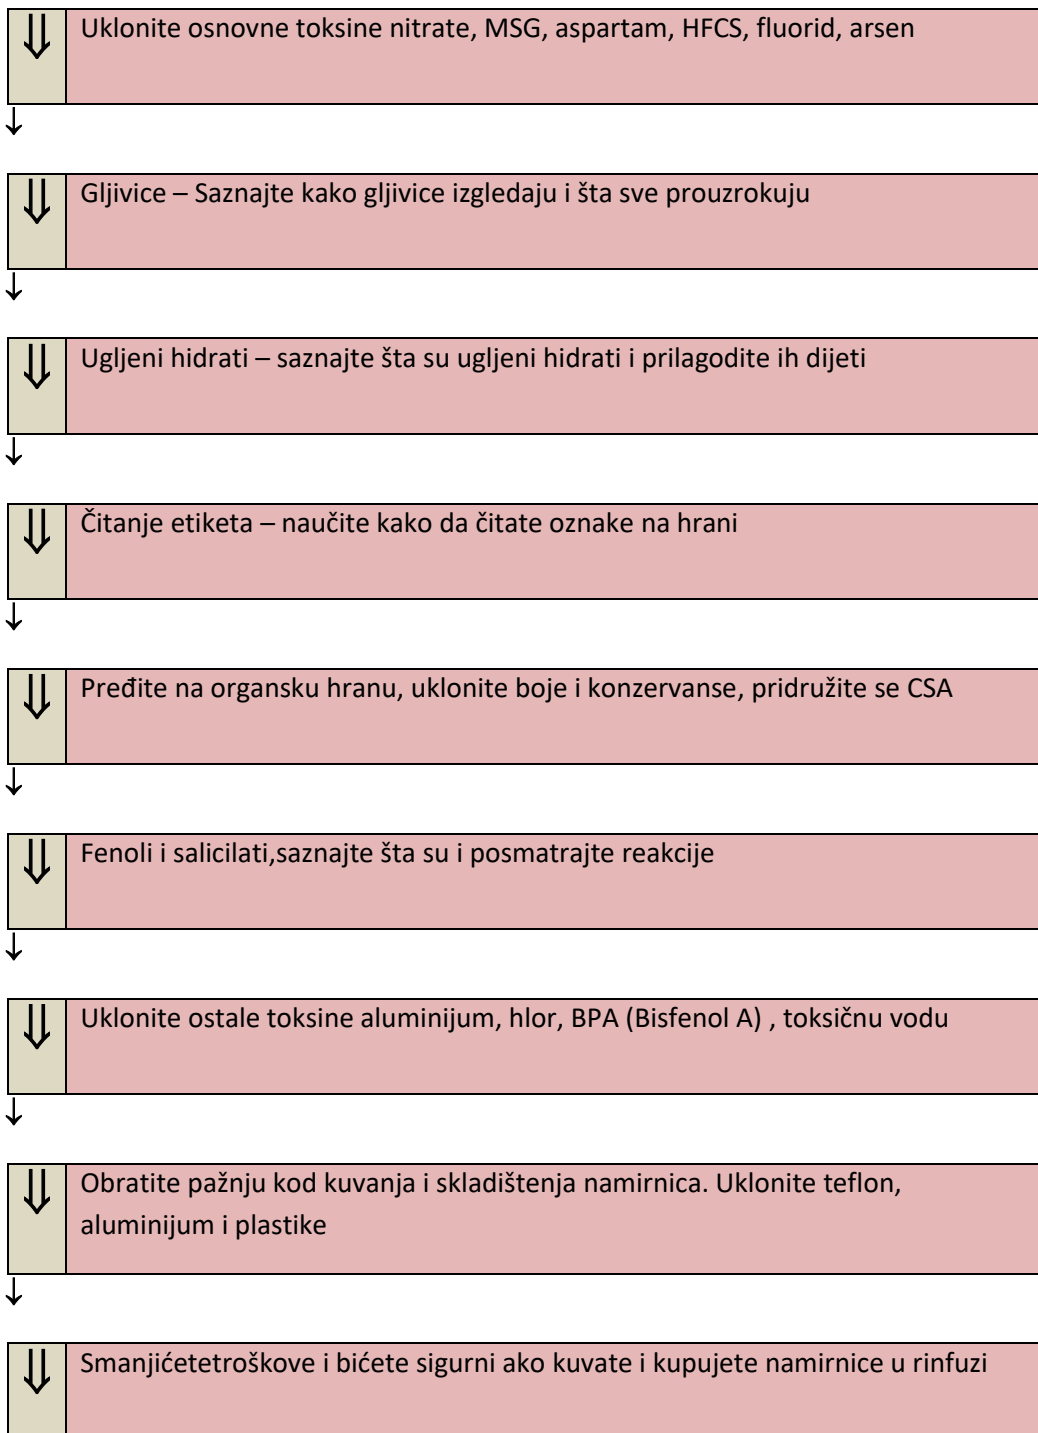 ⇓ Uklonite osnovne toksine nitrate, MSG, aspartam, HFCS, fluorid, arsen
↓
⇓ Gljivice – Saznajte kako gljivice izgledaju i šta sve prouzrokuju
↓
⇓ Ugljeni hidrati – saznajte šta su ugljeni hidrati i prilagodite ih dijeti
↓
⇓ Čitanje etiketa – naučite kako da čitate oznake na hrani
↓
⇓ Pređite na organsku hranu, uklonite boje i konzervanse, pridružite se CSA
↓
⇓ Fenoli i salicilati,saznajte šta su i posmatrajte reakcije
↓
⇓ Uklonite ostale toksine aluminijum, hlor, BPA (Bisfenol A) , toksičnu vodu
↓
⇓ Obratite pažnju kod kuvanja i skladištenja namirnica. Uklonite teflon,
aluminijum i plastike
↓
⇓ Smanjićetetroškove i bićete sigurni ako kuvate i kupujete namirnice u rinfuzi